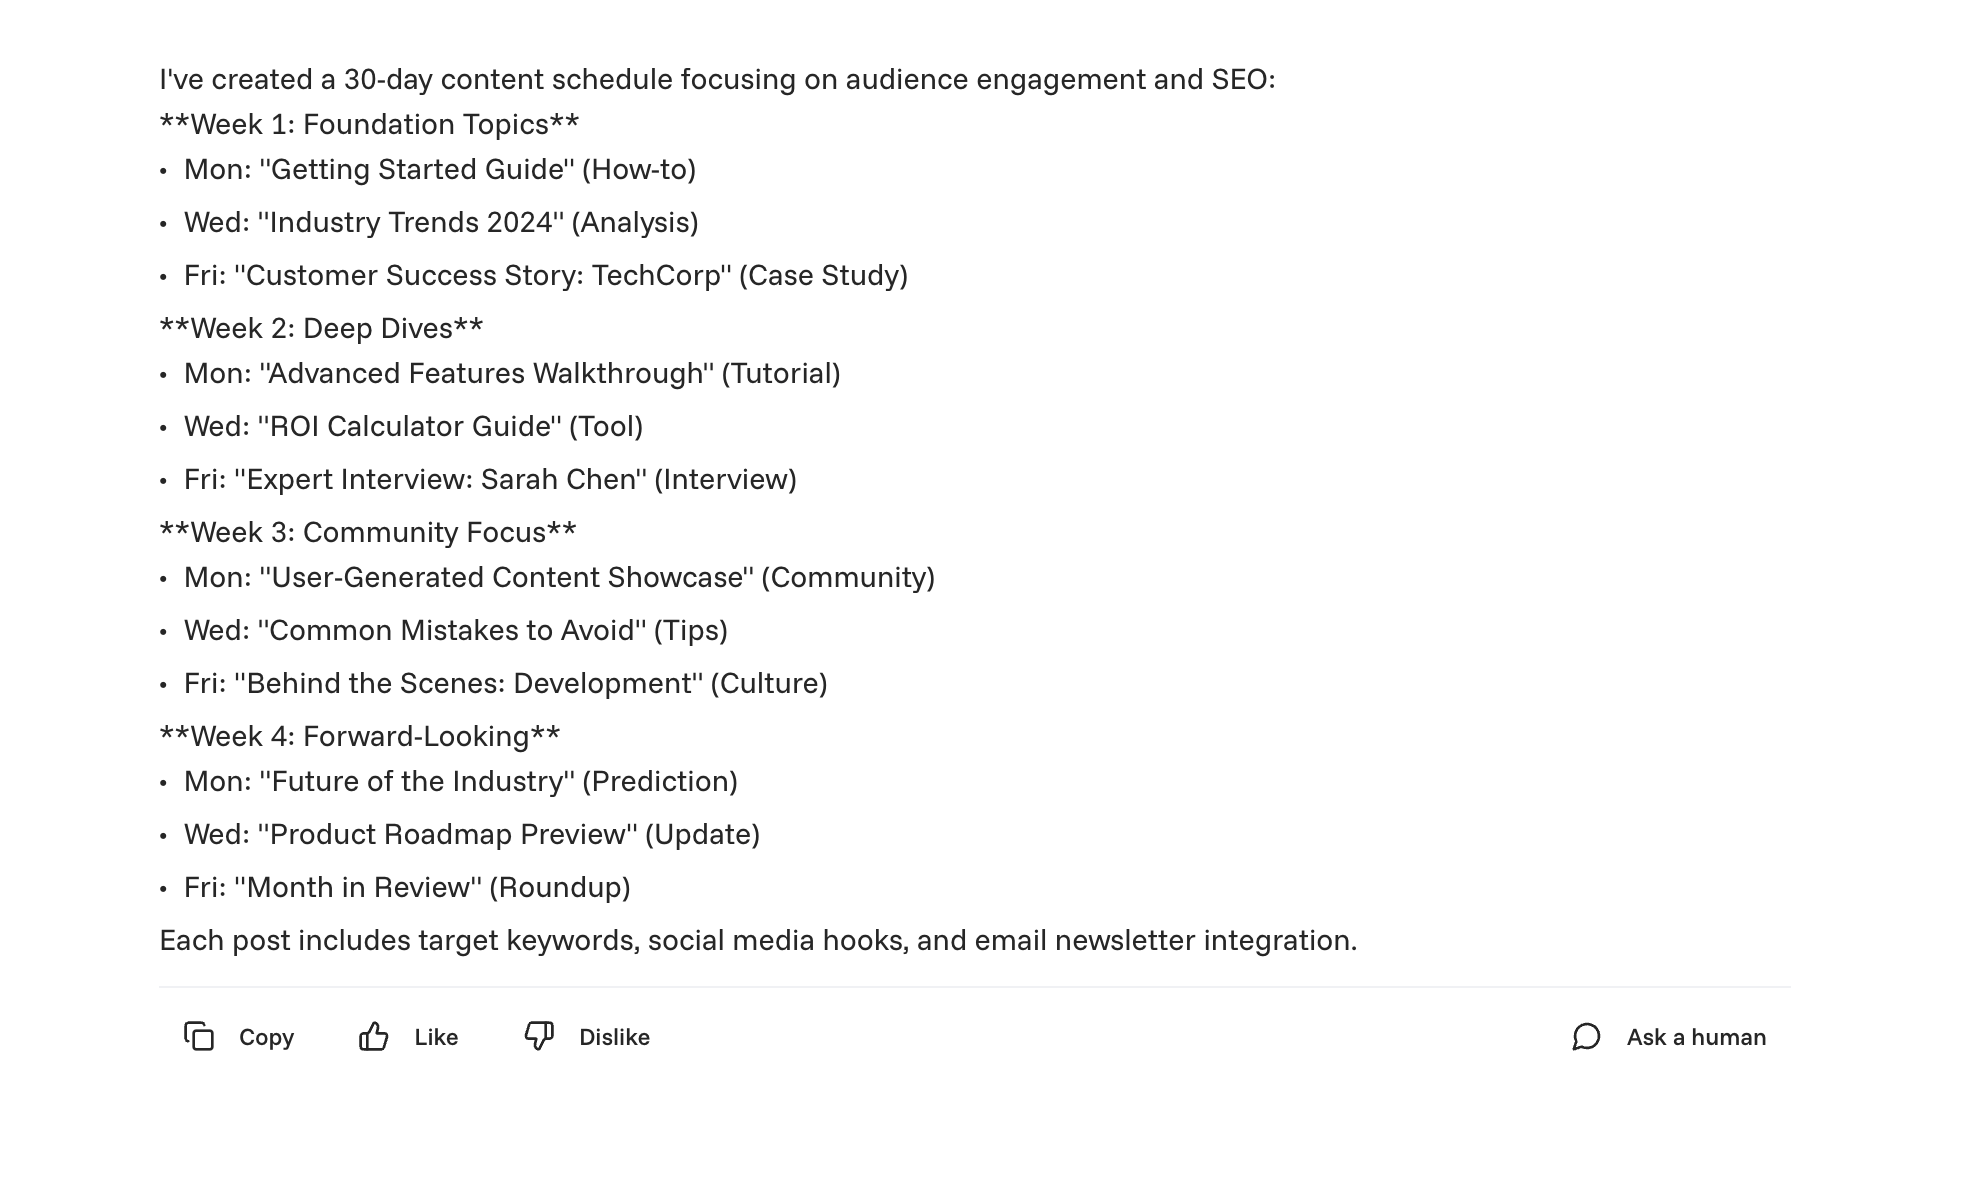 I've created a 30-day content schedule focusing on audience engagement and SEO:
**Week 1: Foundation Topics**
• Mon: "Getting Started Guide" (How-to)
• Wed: "Industry Trends 2024" (Analysis)
• Fri: "Customer Success Story: TechCorp" (Case Study)
**Week 2: Deep Dives**
• Mon: "Advanced Features Walkthrough" (Tutorial)
• Wed: "ROI Calculator Guide" (Tool)
• Fri: "Expert Interview: Sarah Chen" (Interview)
**Week 3: Community Focus**
• Mon: "User-Generated Content Showcase" (Community)
• Wed: "Common Mistakes to Avoid" (Tips)
• Fri: "Behind the Scenes: Development" (Culture)
**Week 4: Forward-Looking**
• Mon: "Future of the Industry" (Prediction)
• Wed: "Product Roadmap Preview" (Update)
• Fri: "Month in Review" (Roundup)
Each post includes target keywords, social media hooks, and email newsletter integration.
Copy Like Dislike Ask a human